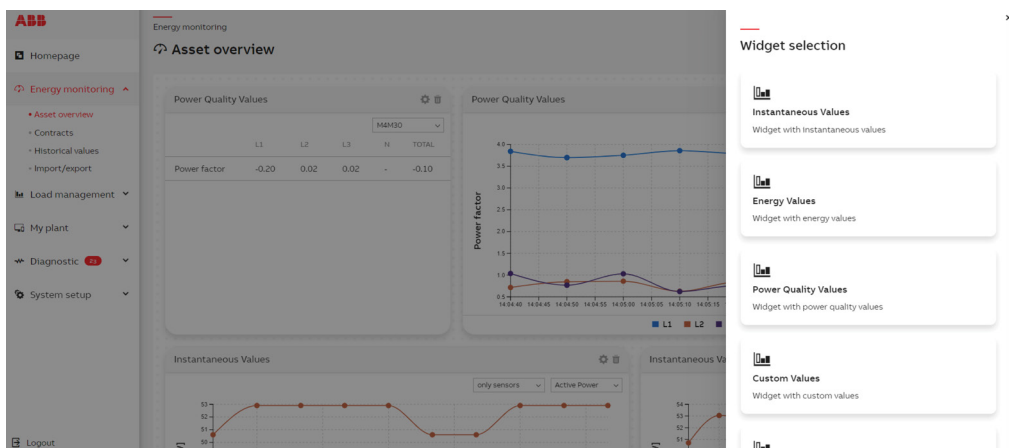 ABB
Homepage
Energy monitoring
Asset overview
Contracts
Historical values
Import/export
Load management
My plant
Diagnostic 23
System setup
Logout
Energy monitoring
Asset overview
Power Quality Values
M4M30
L1 L2 L3 N TOTAL
Power factor -0.20 0.02 0.02 - -0.10
Power Quality Values
Power factor
4.0
3.5
3.0
2.5
2.0
1.5
1.0
0.5
14:04:40 14:04:45 14:04:50 14:04:55 14:05:00 14:05:05 14:05:10 14:05:15
L1 L2
Instantaneous Values
only sensors Active Power
53
52
51
50
Instantaneous Va
54
53
52
51
Widget selection
Instantaneous Values
Widget with instantaneous values
Energy Values
Widget with energy values
Power Quality Values
Widget with power quality values
Custom Values
Widget with custom values